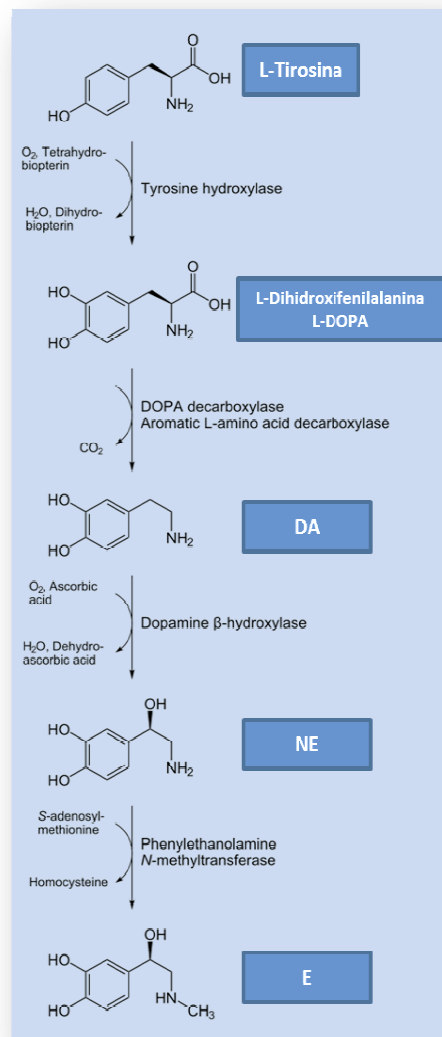 O
OH
NH₂
HO
L-Tirosina
O₂, Tetrahydro-
biopterin
Tyrosine hydroxylase
H₂O, Dihydro-
biopterin
O
HO
OH
HO
NH₂
L-Dihidroxifenilalanina
L-DOPA
DOPA decarboxylase
Aromatic L-amino acid decarboxylase
CO₂
HO
HO
NH₂
DA
O₂, Ascorbic
acid
Dopamine β-hydroxylase
H₂O, Dehydro-
ascorbic acid
OH
HO
HO
NH₂
NE
S-adenosyl-
methionine
Phenylethanolamine
N-methyltransferase
Homocysteine
OH
HO
HO
HN
CH₃
E